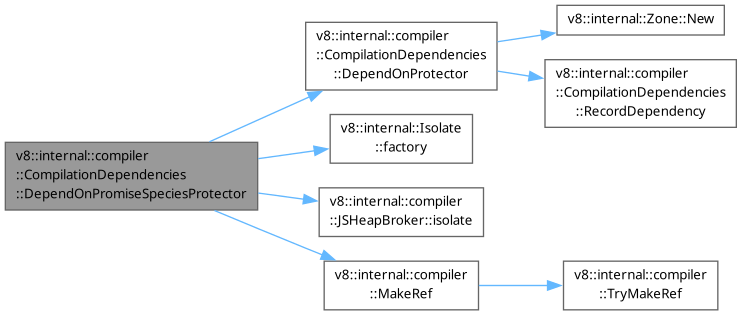 v8::internal::compiler
::CompilationDependencies
::DependOnPromiseSpeciesProtector
v8::internal::compiler
::CompilationDependencies
::DependOnProtector
v8::internal::Zone::New
v8::internal::compiler
::CompilationDependencies
::RecordDependency
v8::internal::Isolate
::factory
v8::internal::compiler
::JSHeapBroker::isolate
v8::internal::compiler
::MakeRef
v8::internal::compiler
::TryMakeRef